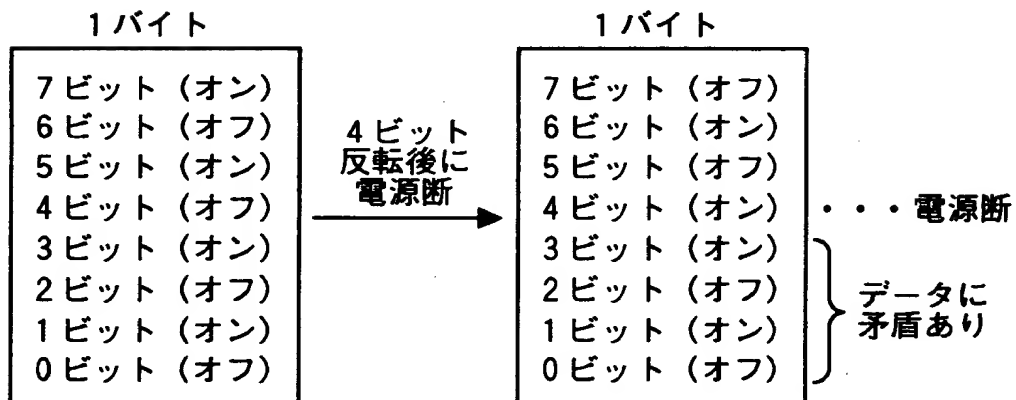 1バイト
7ビット (オン)
6ビット (オフ)
5ビット (オン)
4ビット (オフ)
3ビット (オン)
2ビット (オフ)
1ビット (オン)
0ビット (オフ)
4ビット
反転後に
電源断
1バイト
7ビット (オフ)
6ビット (オン)
5ビット (オフ)
4ビット (オン)
3ビット (オン)
2ビット (オフ)
1ビット (オン)
0ビット (オフ)
・・・電源断
データに
矛盾あり